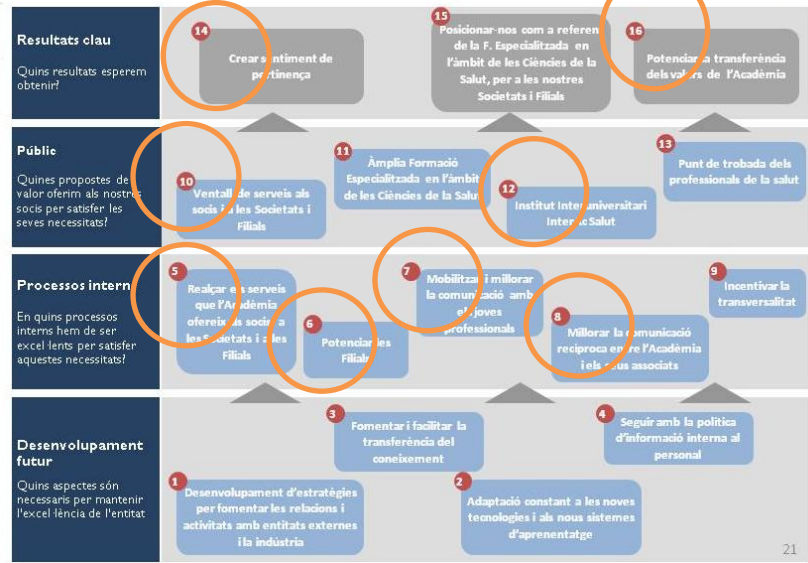 Resultats clau
Quins resultats esperem
obtenir?
14
Crear sentiment de
pertinença
15
Posicionar-nos com a referent
de la F. Especialitzada en
l'àmbit de les Ciències de la
Salut, per a les nostres
Societats i Filials
16
Potenciar la transferència
dels valors de l'Acadèmia
Públic
Quines propostes de
valor oferim als nostres
socis per satisfer les
seves necessitats?
10
Ventall de serveis als
socis i a les Societats i
Filials
11
Àmplia Formació
Especialitzada en l'àmbit
de les Ciències de la Salut
12
Institut Interuniversitari
Salut
13
Punt de trobada dels
professionals de la salut
Processos interns
En quins processos
interns hem de ser
excel·lents per satisfer
aquestes necessitats?
5
Realçar els serveis
que l'Acadèmia
ofereix als socis, a
les Societats i a les
Filials
6
Potenciar les
Filials
7
Mobilitzar i millorar
la comunicació amb
els joves
professionals
8
Millorar la comunicació
recíproca entre l'Acadèmia
i els seus associats
9
Incentivar la
transversalitat
Desenvolupament
futur
Quins aspectes són
necessaris per mantenir
l'excel·lència de l'entitat
1
Desenvolupament d'estratègies
per fomentar les relacions i
activitats amb entitats externes
i la indústria
2
Adaptació constant a les noves
tecnologies i als nous sistemes
d'aprenentatge
3
Fomentar i facilitar la
transferència del
coneixement
4
Seguir amb la política
d'informació interna al
personal
21